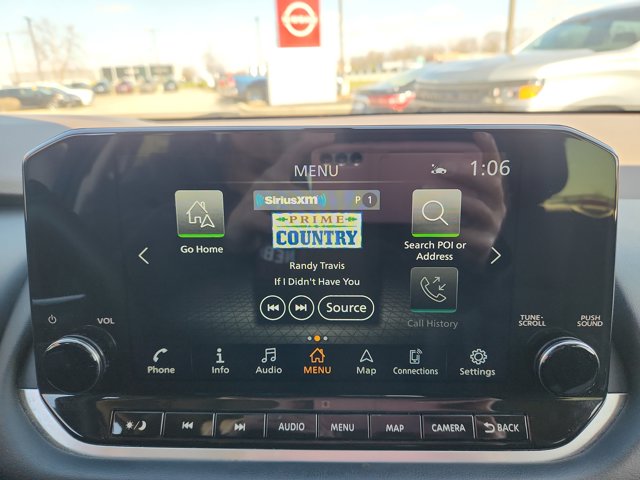 MENU
1:06
SiriusXM P 1
PRIME
COUNTRY
Go Home
Search POI or
Address
Randy Travis
If I Didn't Have You
Source
Call History
VOL
TUNE·
SCROLL
PUSH
SOUND
Phone
Info
Audio
MENU
Map
Connections
Settings
AUDIO
MENU
MAP
CAMERA
BACK